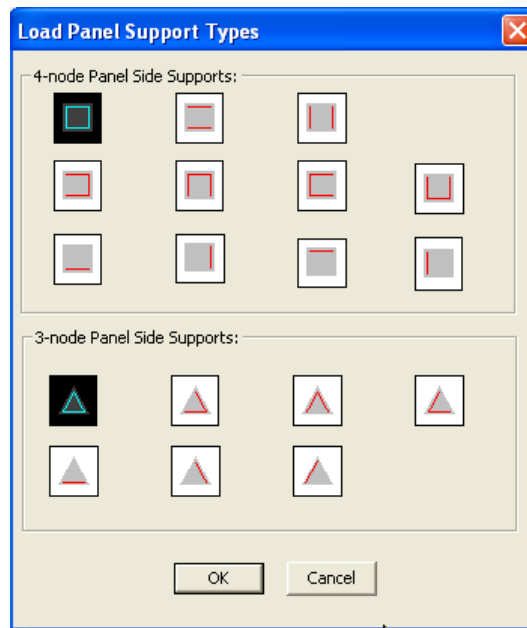 Load Panel Support Types
4-node Panel Side Supports:
3-node Panel Side Supports:
OK
Cancel